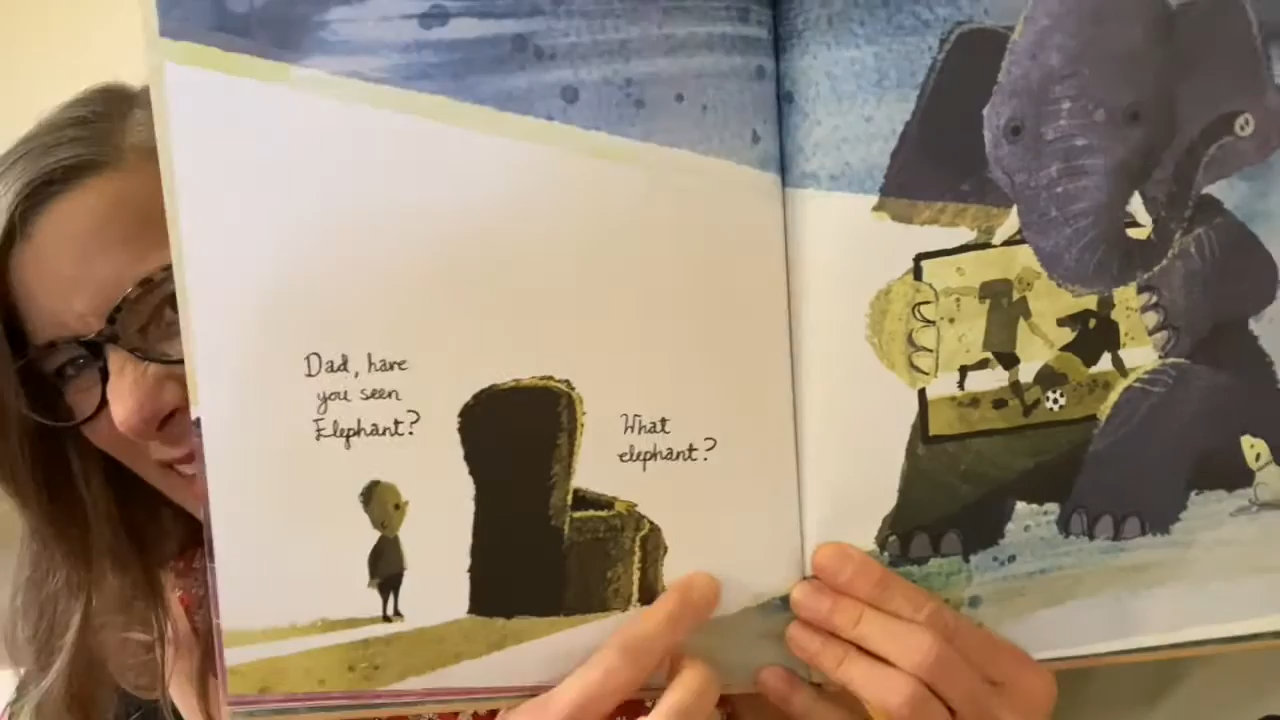 Dad, have
you seen
Elephant?
What
elephant?